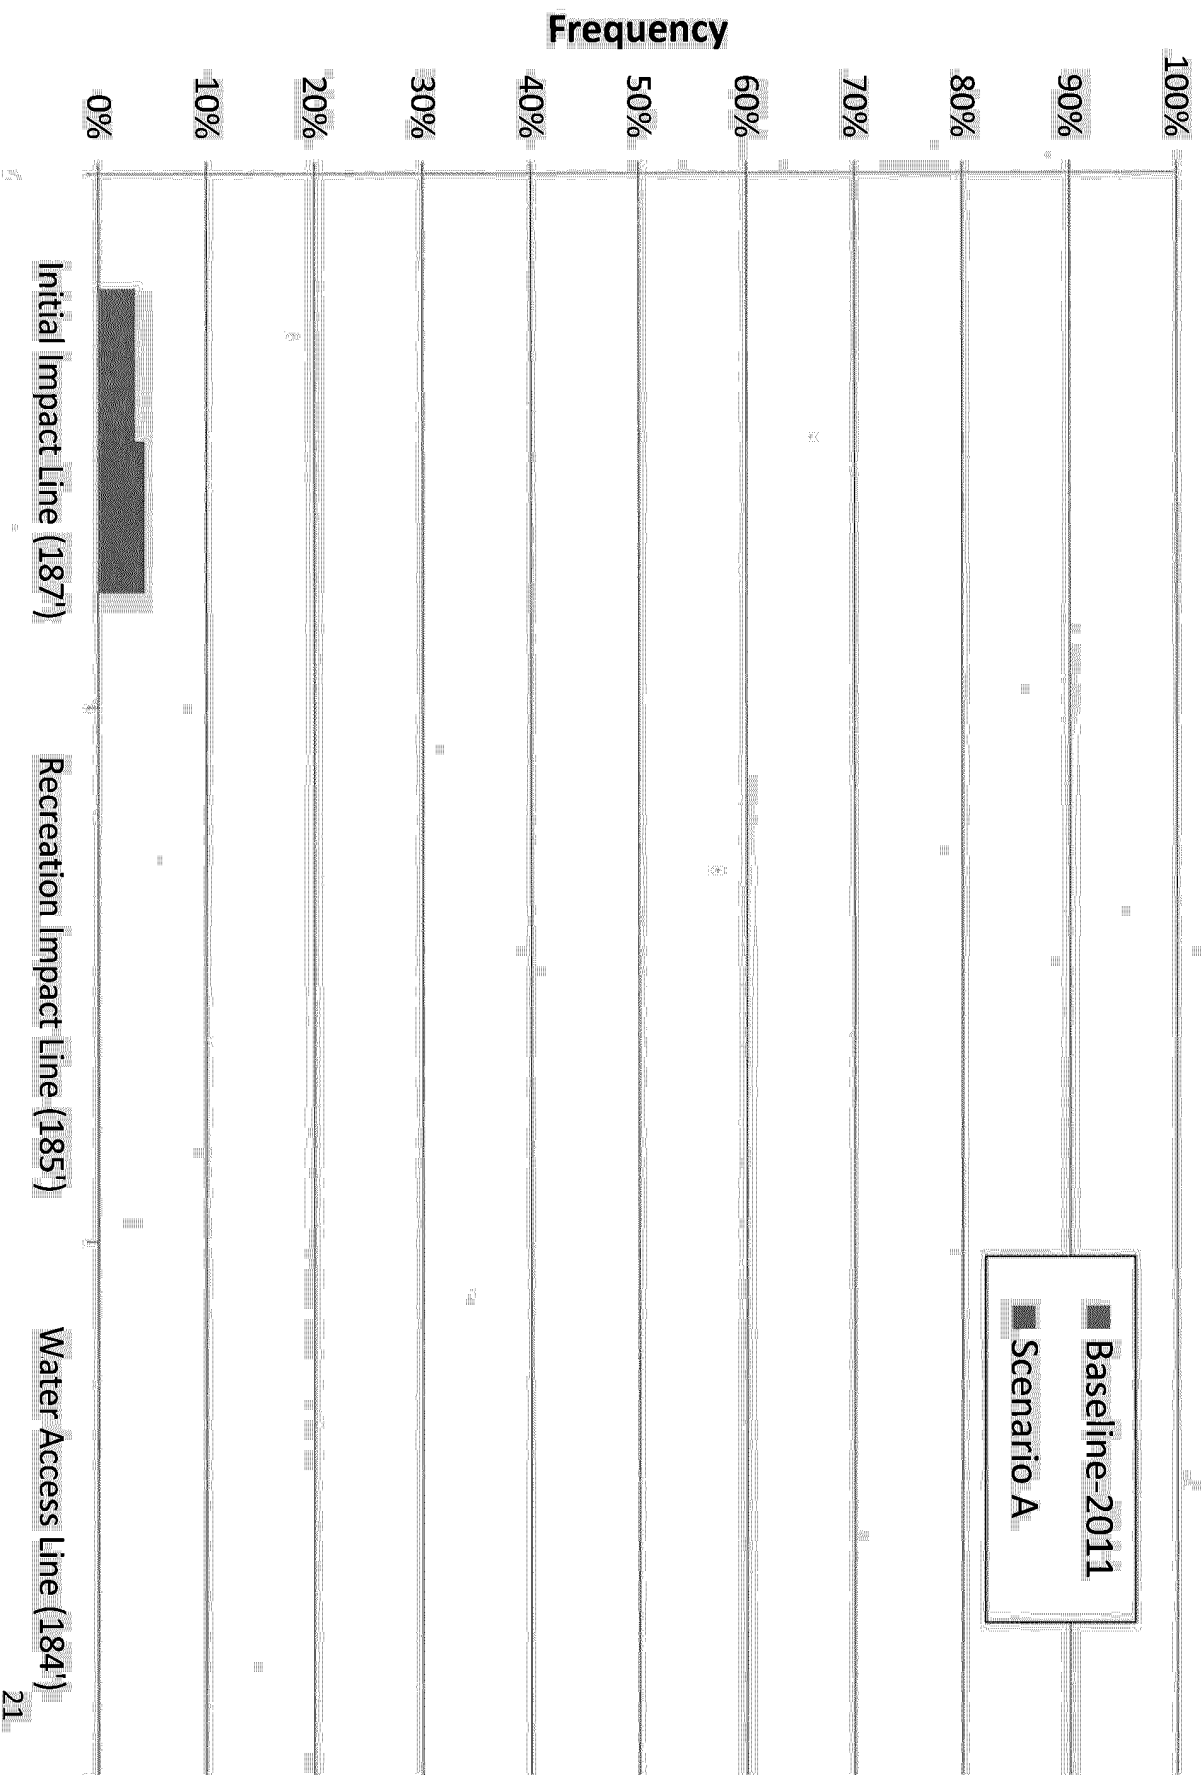 Frequency
100%
90%
80%
70%
60%
50%
40%
30%
20%
10%
0%
Baseline-2011
Scenario A
Initial Impact Line (187')
Recreation Impact Line (185')
Water Access Line (184')
21